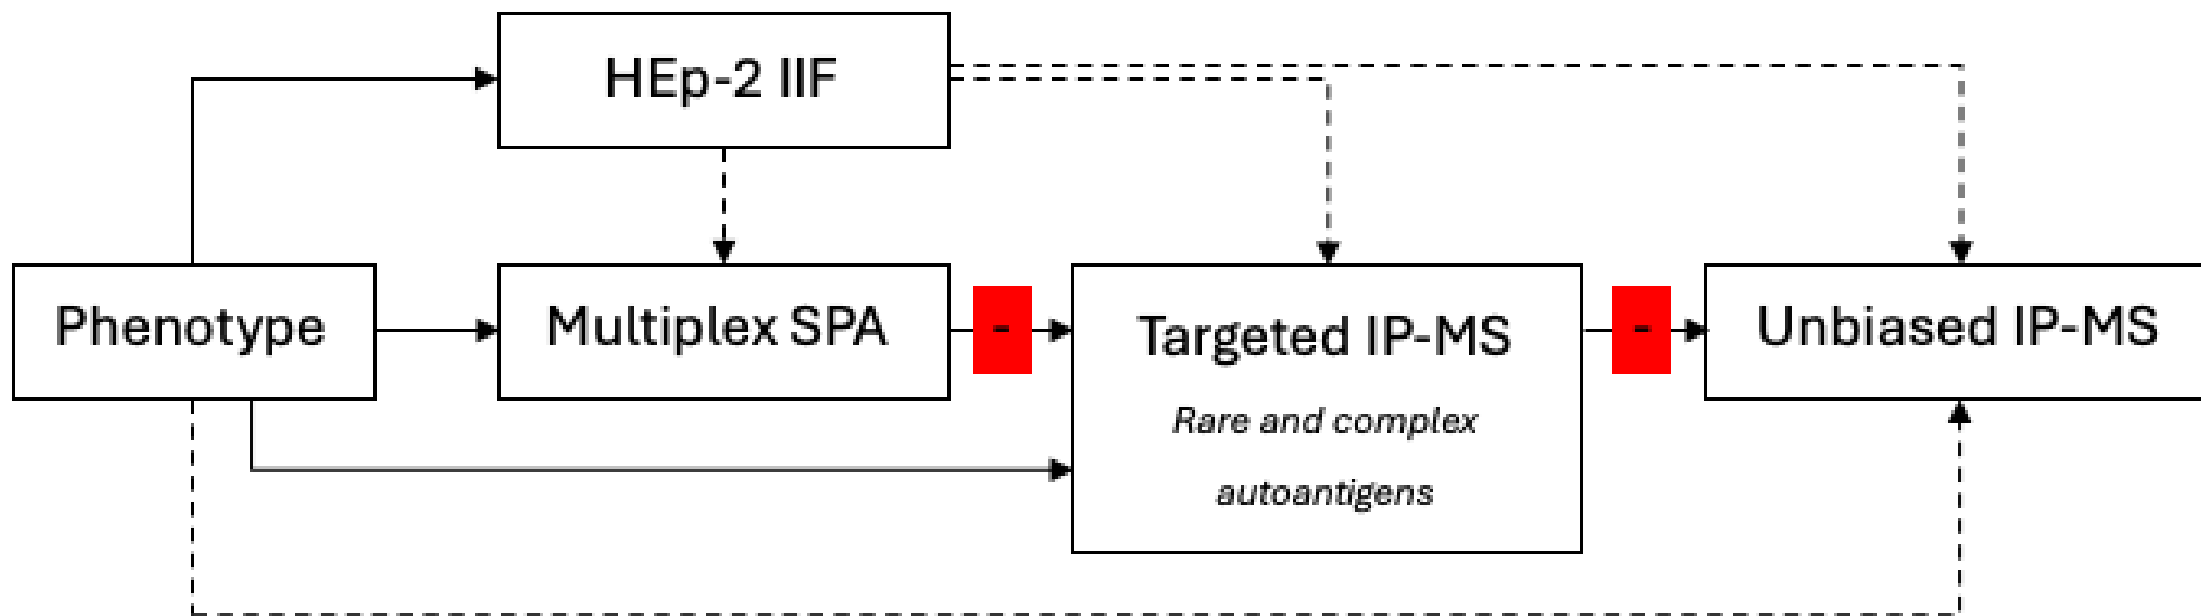 HEp-2 IIF
Phenotype
Multiplex SPA
-
Targeted IP-MS
Rare and complex
autoantigens
-
Unbiased IP-MS